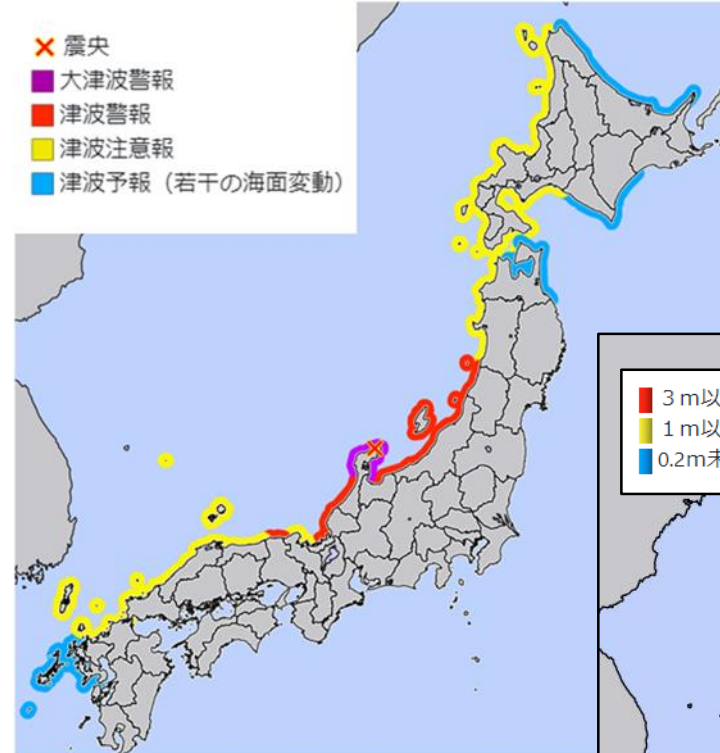 震央
大津波警報
津波警報
津波注意報
津波予報（若干の海面変動）
3m以
1m以
0.2m未